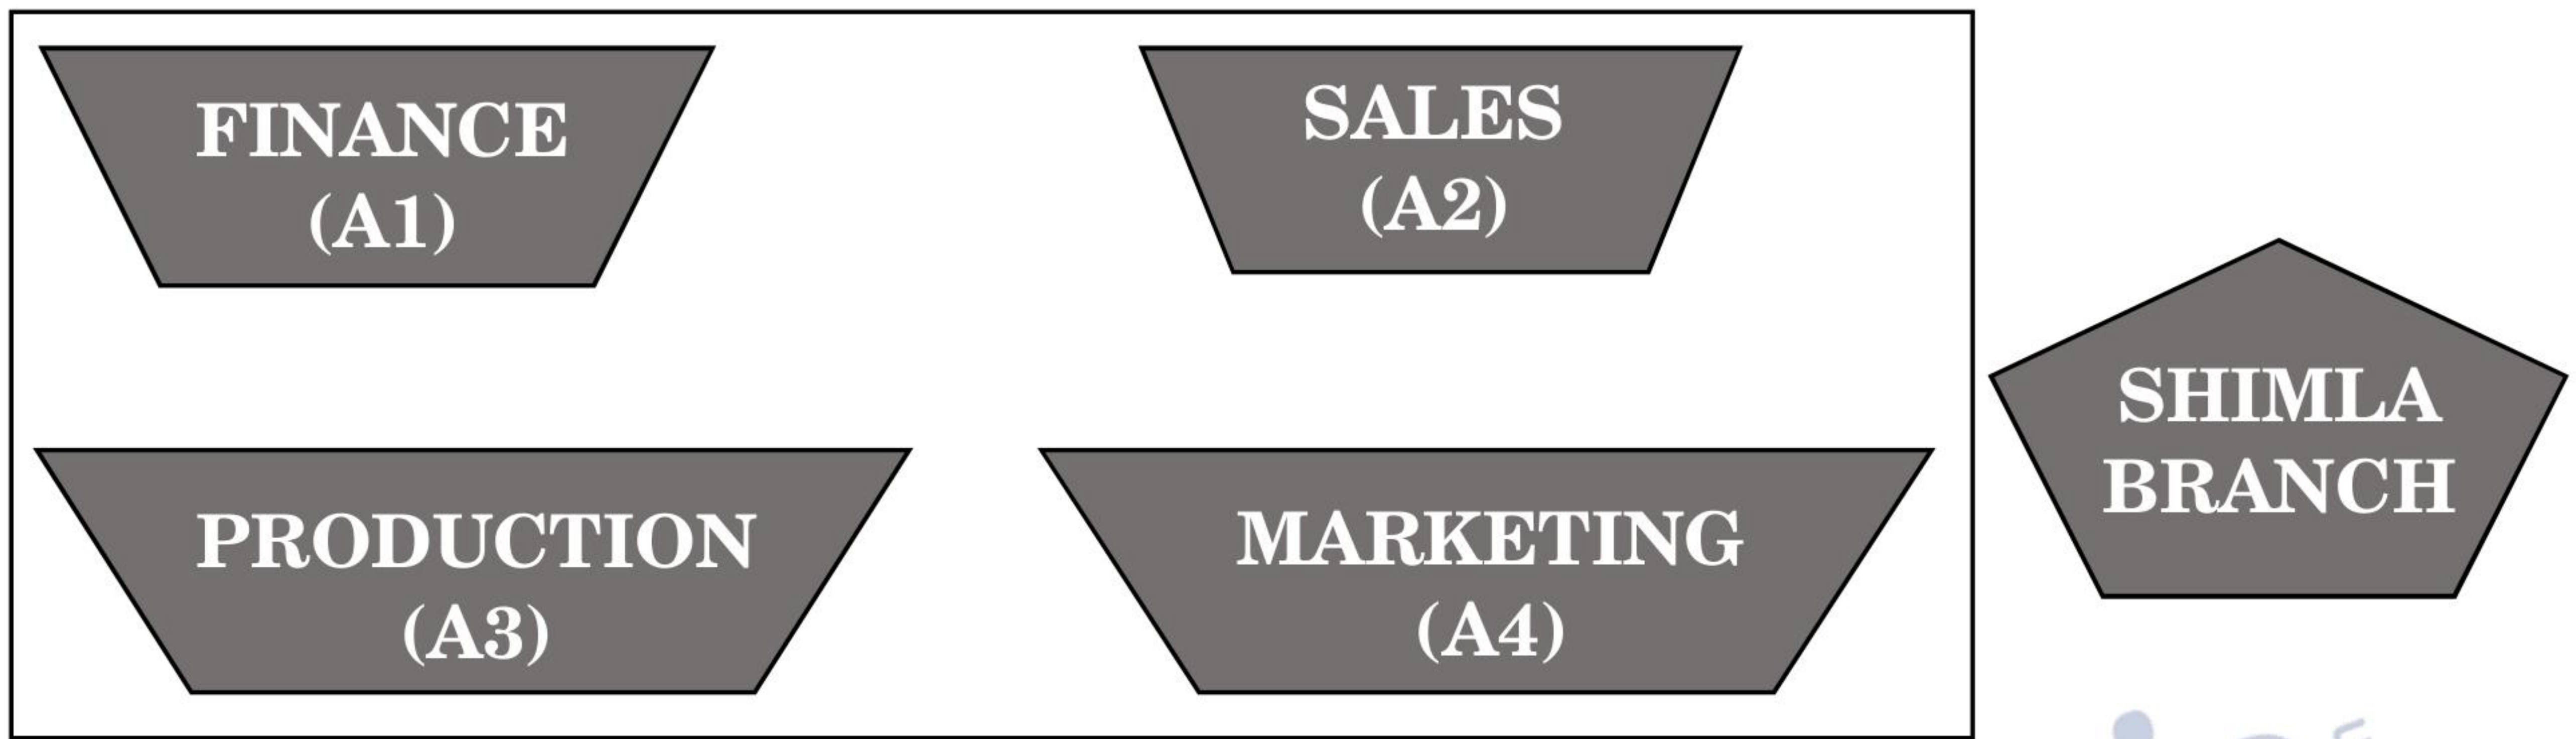 FINANCE
(A1)
SALES
(A2)
SHIMLA
BRANCH
PRODUCTION
(A3)
MARKETING
(A4)